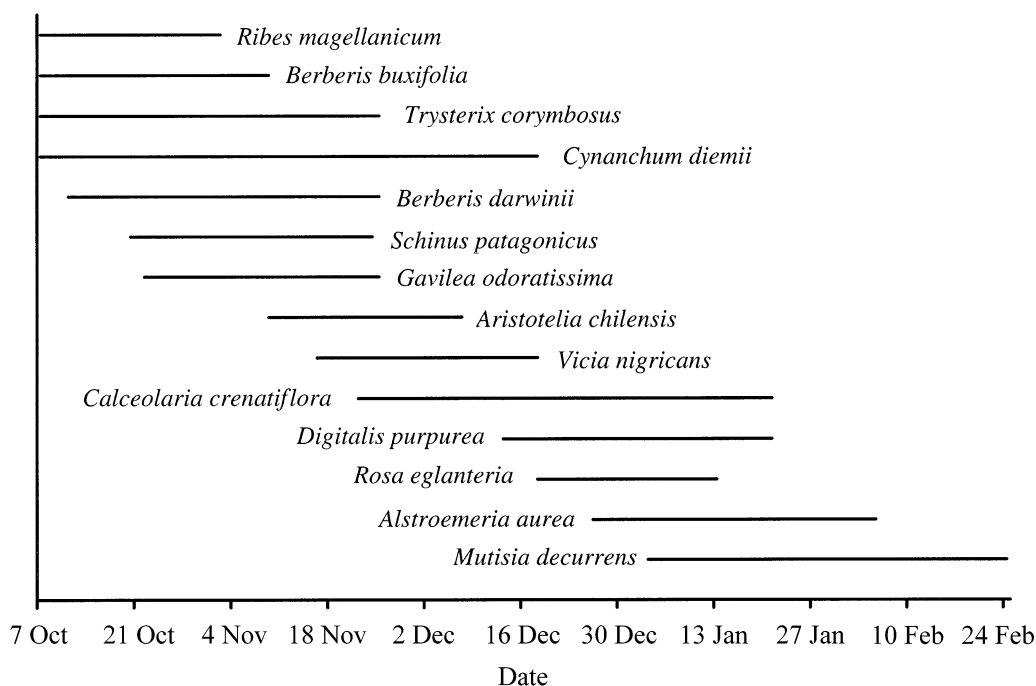 Ribes magellanicum
Berberis buxifolia
Trysterix corymbosus
Cynanchum diemii
Berberis darwinii
Schinus patagonicus
Gavilea odoratissima
Aristotelia chilensis
Vicia nigricans
Calceolaria crenatiflora
Digitalis purpurea
Rosa eglanteria
Alstroemeria aurea
Mutisia decurrens
7 Oct 21 Oct 4 Nov 18 Nov 2 Dec 16 Dec 30 Dec 13 Jan 27 Jan 10 Feb 24 Feb
Date